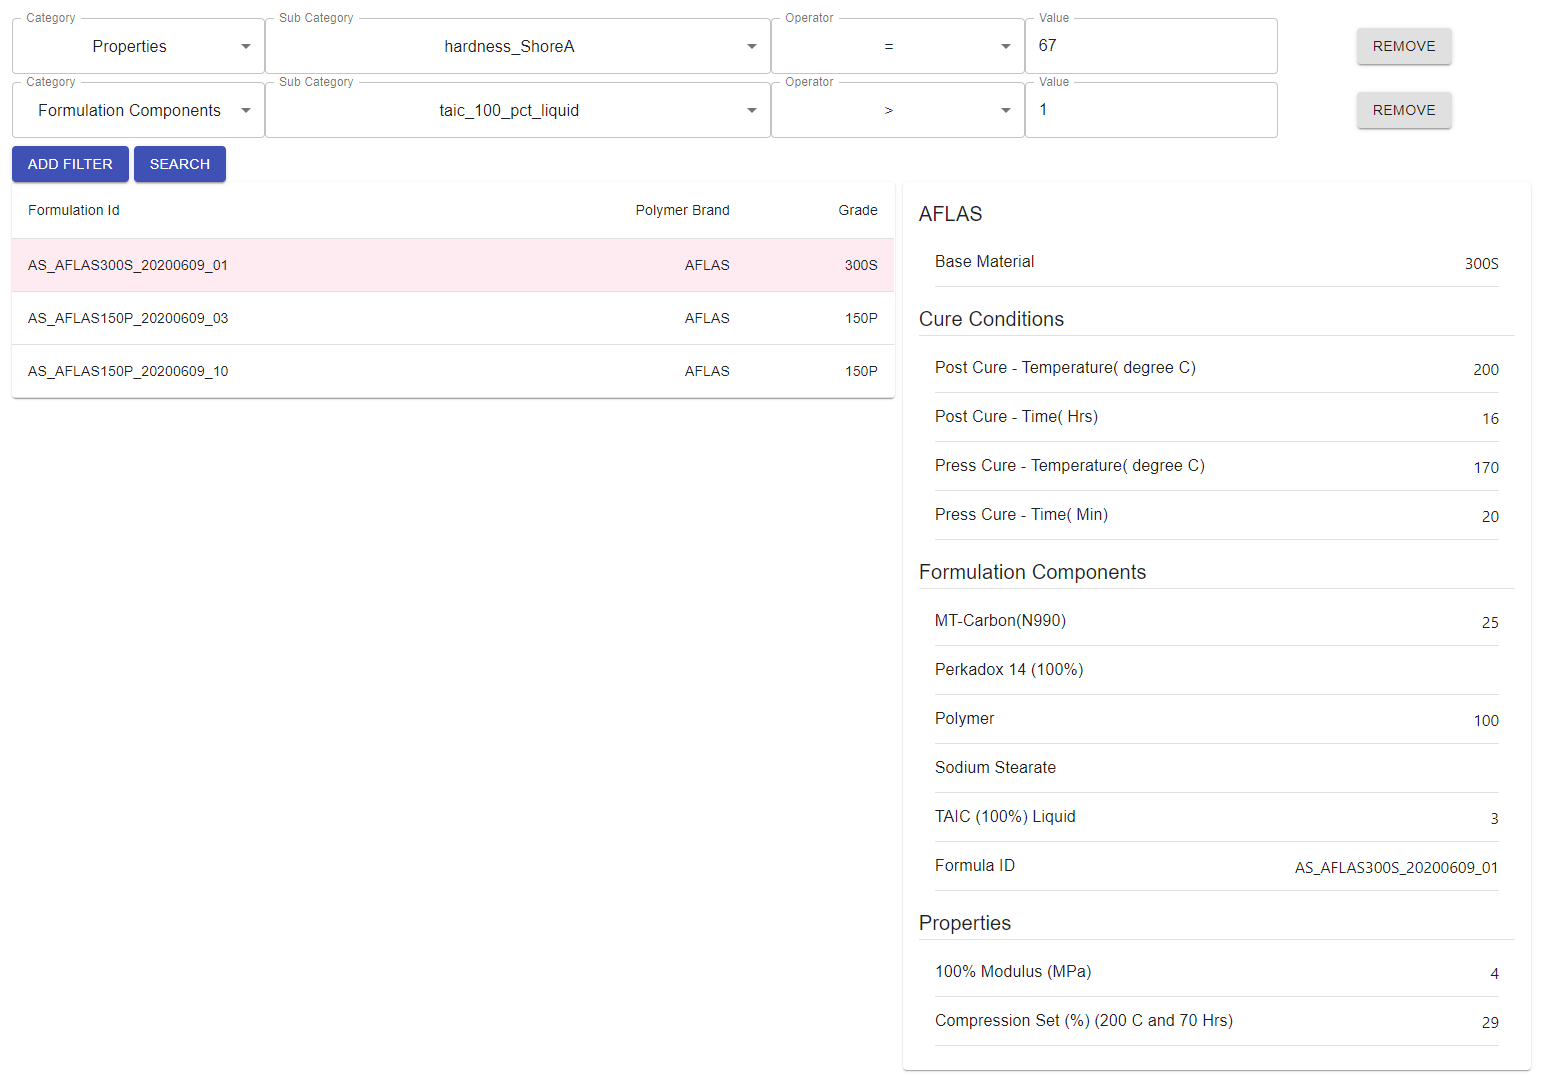 Category Sub Category Operator Value
Properties hardness_ShoreA = 67 REMOVE
Category Sub Category Operator Value
Formulation Components taic_100_pct_liquid > 1 REMOVE
ADD FILTER SEARCH
Formulation Id Polymer Brand Grade
AS_AFLAS300S_20200609_01 AFLAS 300S
AS_AFLAS150P_20200609_03 AFLAS 150P
AS_AFLAS150P_20200609_10 AFLAS 150P
AFLAS
Base Material 300S
Cure Conditions
Post Cure - Temperature( degree C) 200
Post Cure - Time( Hrs) 16
Press Cure - Temperature( degree C) 170
Press Cure - Time( Min) 20
Formulation Components
MT-Carbon(N990) 25
Perkadox 14 (100%)
Polymer 100
Sodium Stearate
TAIC (100%) Liquid 3
Formula ID AS_AFLAS300S_20200609_01
Properties
100% Modulus (MPa) 4
Compression Set (%) (200 C and 70 Hrs) 29